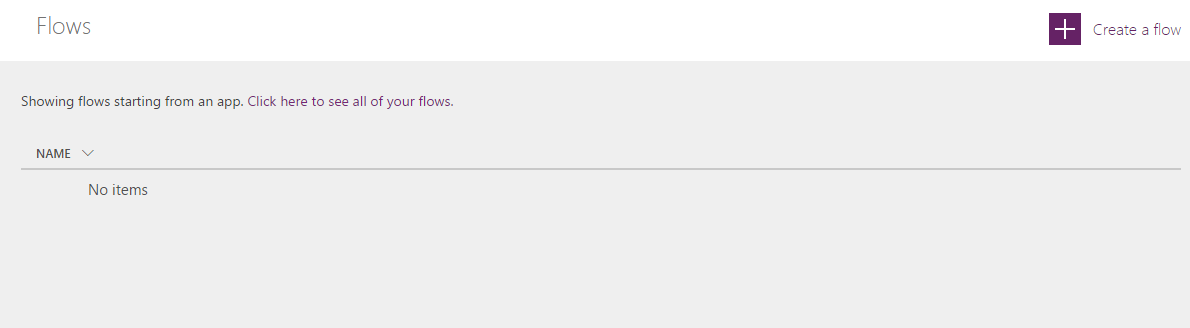 Flows
Create a flow
Showing flows starting from an app. Click here to see all of your flows.
NAME
No items